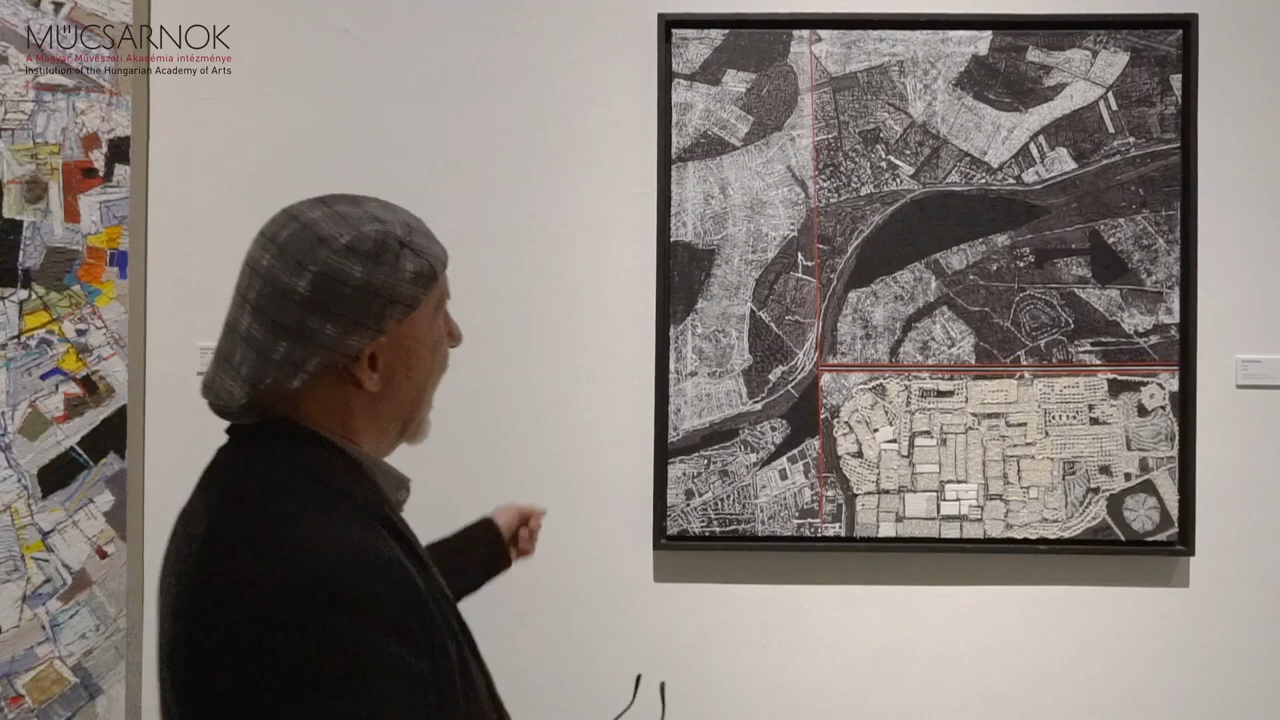 MŰCSARNOK
A Magyar Művészeti Akadémia intézménye
Institution of the Hungarian Academy of Arts